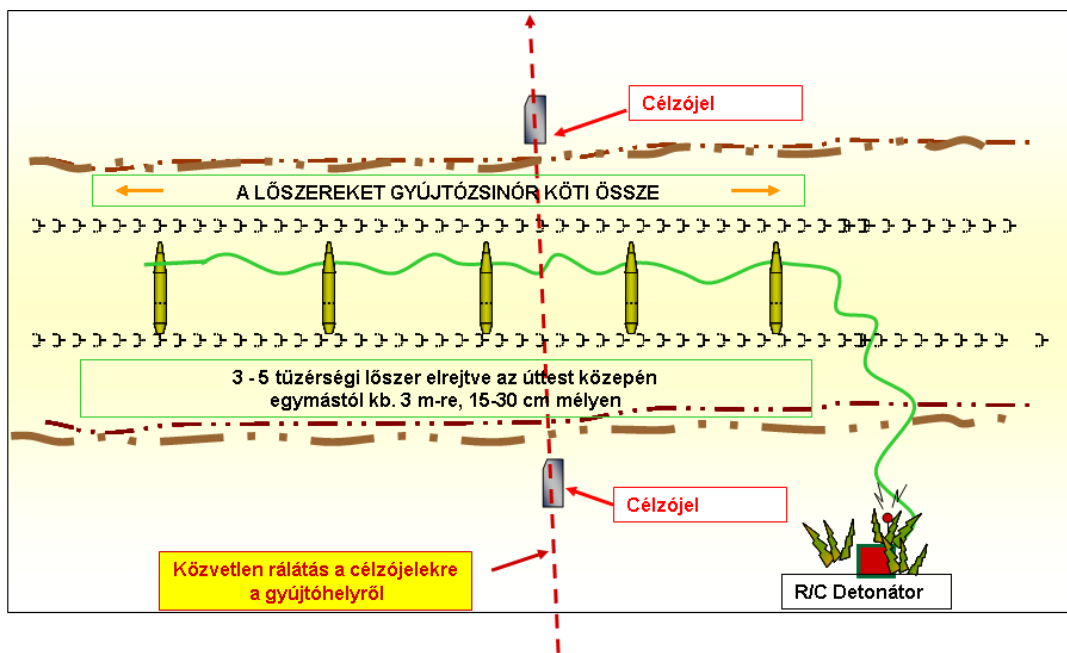 Célzójel
A LŐSZEREKET GYÚJTÓZSINÓR KÖTI ÖSSZE
3 - 5 tüzérségi lőszer elrejtve az úttest közepén
egymástól kb. 3 m-re, 15-30 cm mélyen
Célzójel
Közvetlen rálátás a célzójelekre
a gyújtóhelyről
R/C Detonátor